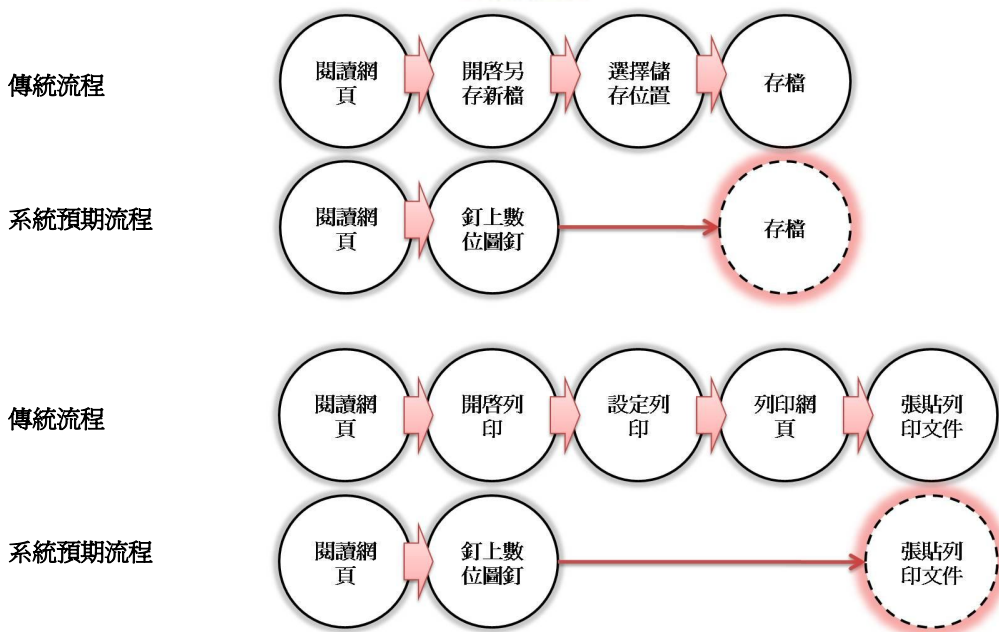 傳統流程
閱讀網
頁
開啓另
存新檔
選擇儲
存位置
存檔
系統預期流程
閱讀網
頁
釘上數
位圖釘
存檔
傳統流程
閱讀網
頁
開啓列
印
設定列
印
列印網
頁
張貼列
印文件
系統預期流程
閱讀網
頁
釘上數
位圖釘
張貼列
印文件